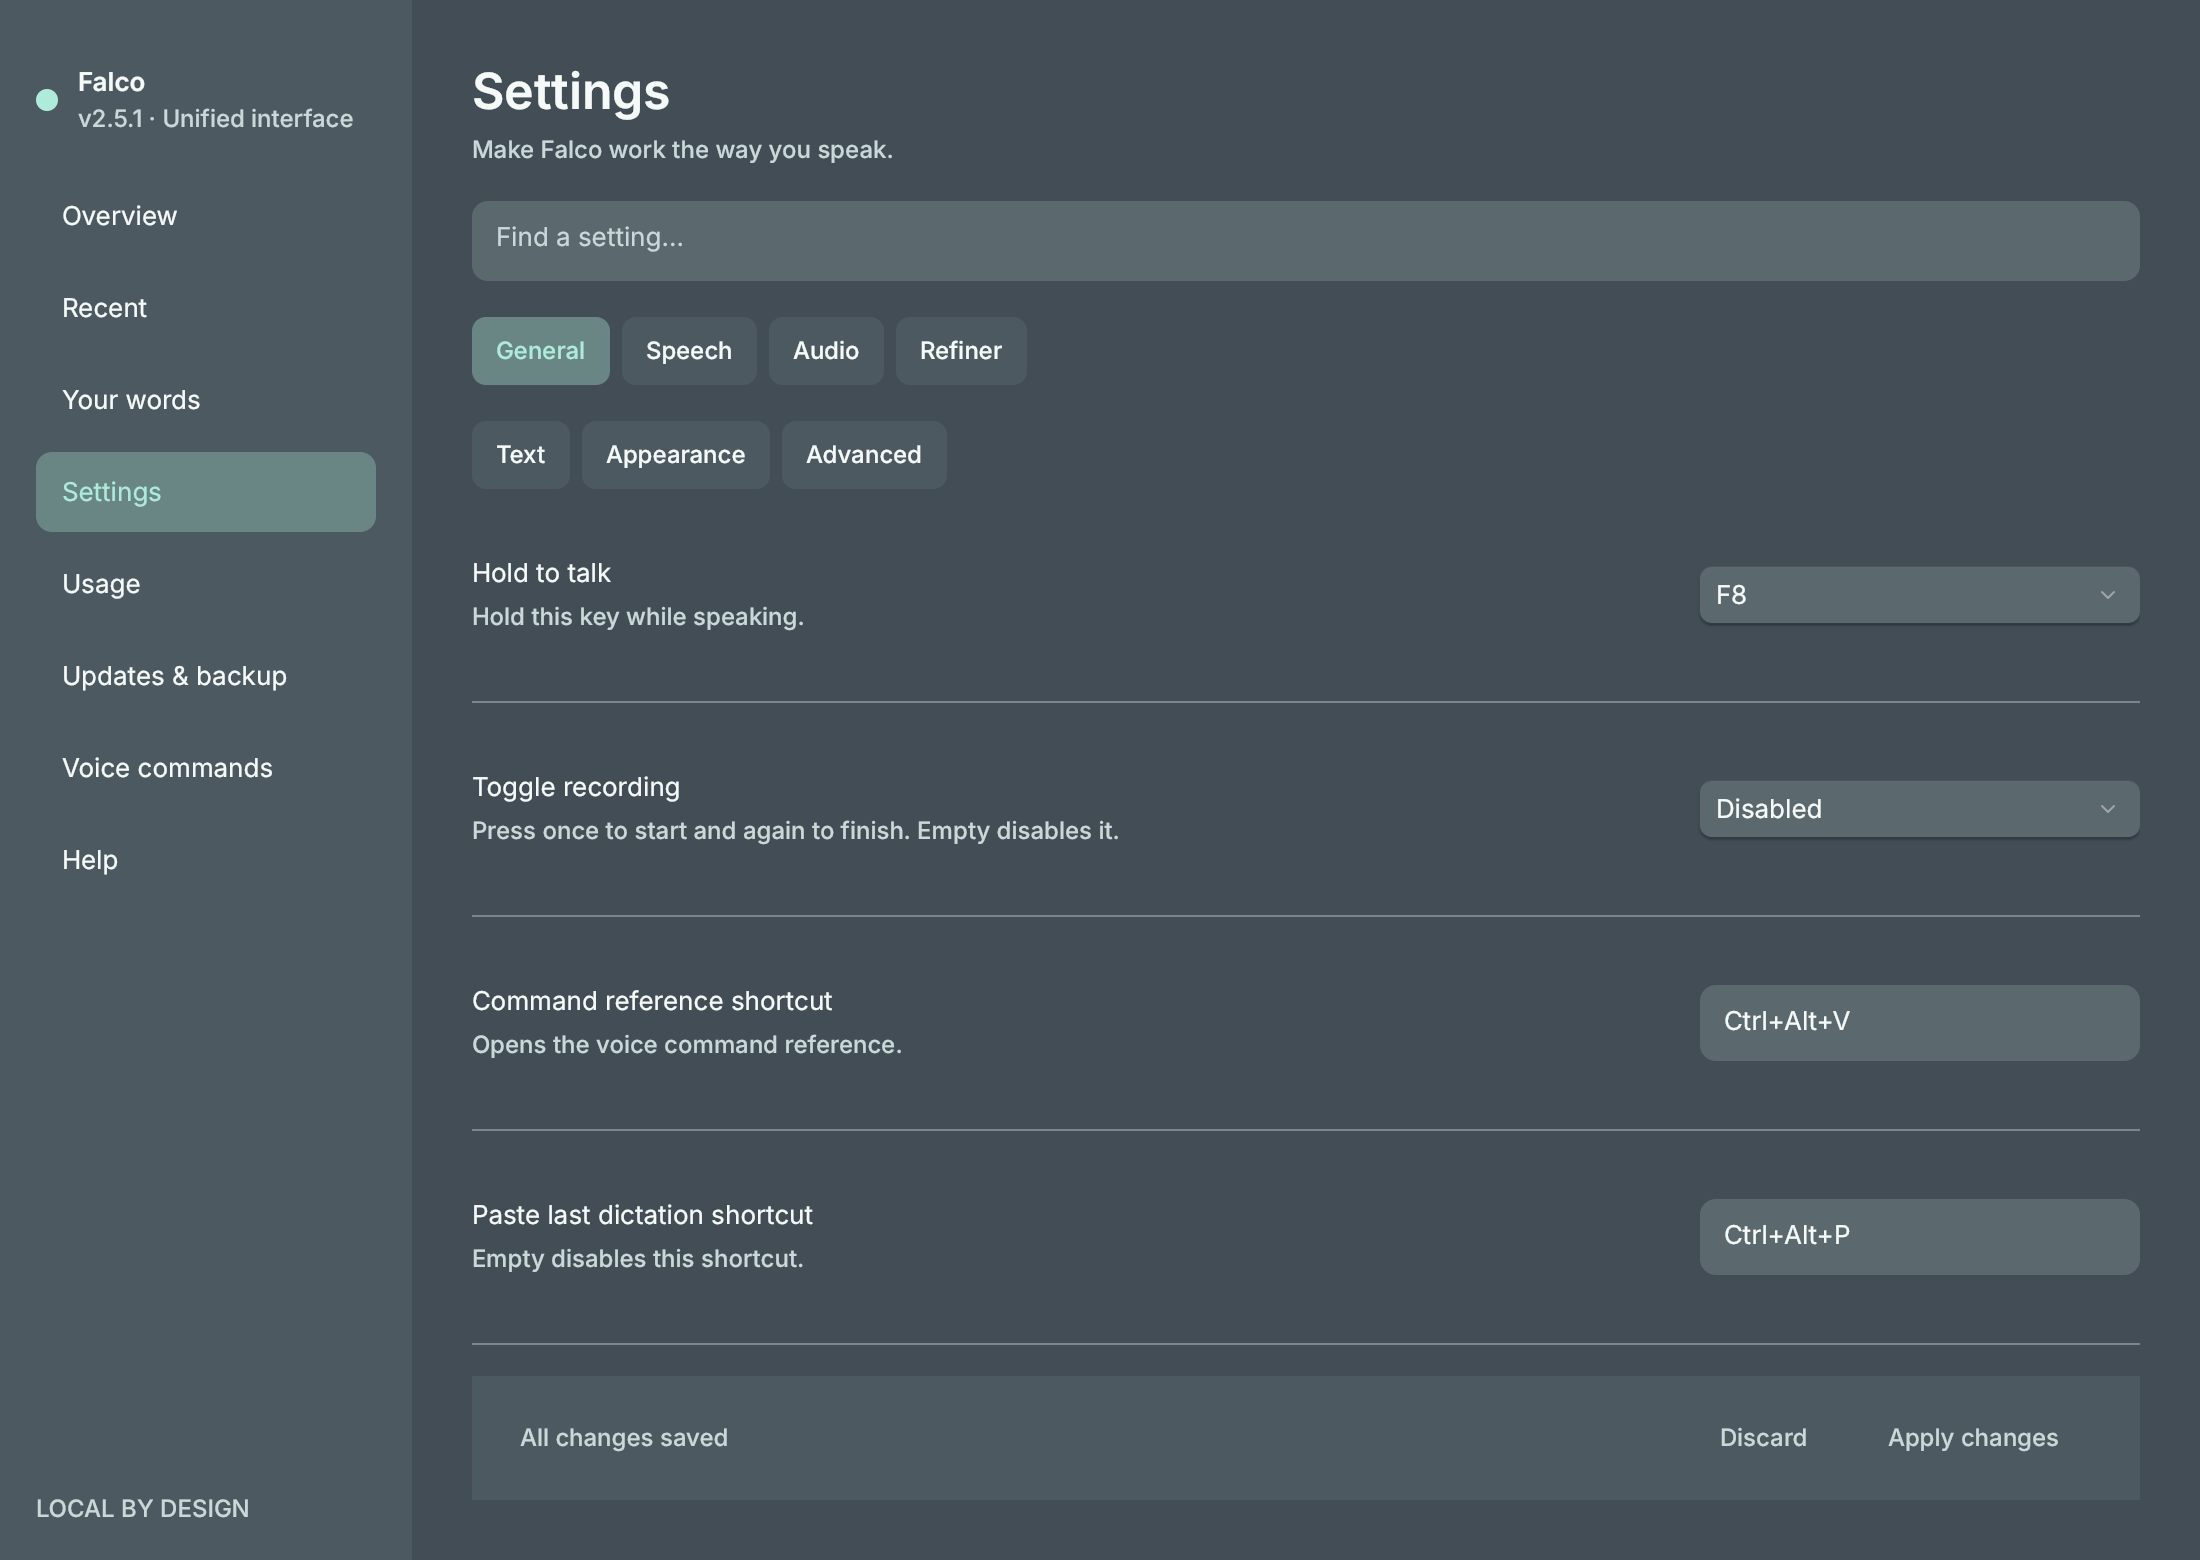 Falco
v2.5.1 · Unified interface
Overview
Recent
Your words
Settings
Usage
Updates & backup
Voice commands
Help
LOCAL BY DESIGN
Settings
Make Falco work the way you speak.
Find a setting...
General
Speech
Audio
Refiner
Text
Appearance
Advanced
Hold to talk
Hold this key while speaking.
F8
Toggle recording
Press once to start and again to finish. Empty disables it.
Disabled
Command reference shortcut
Opens the voice command reference.
Ctrl+Alt+V
Paste last dictation shortcut
Empty disables this shortcut.
Ctrl+Alt+P
All changes saved
Discard
Apply changes